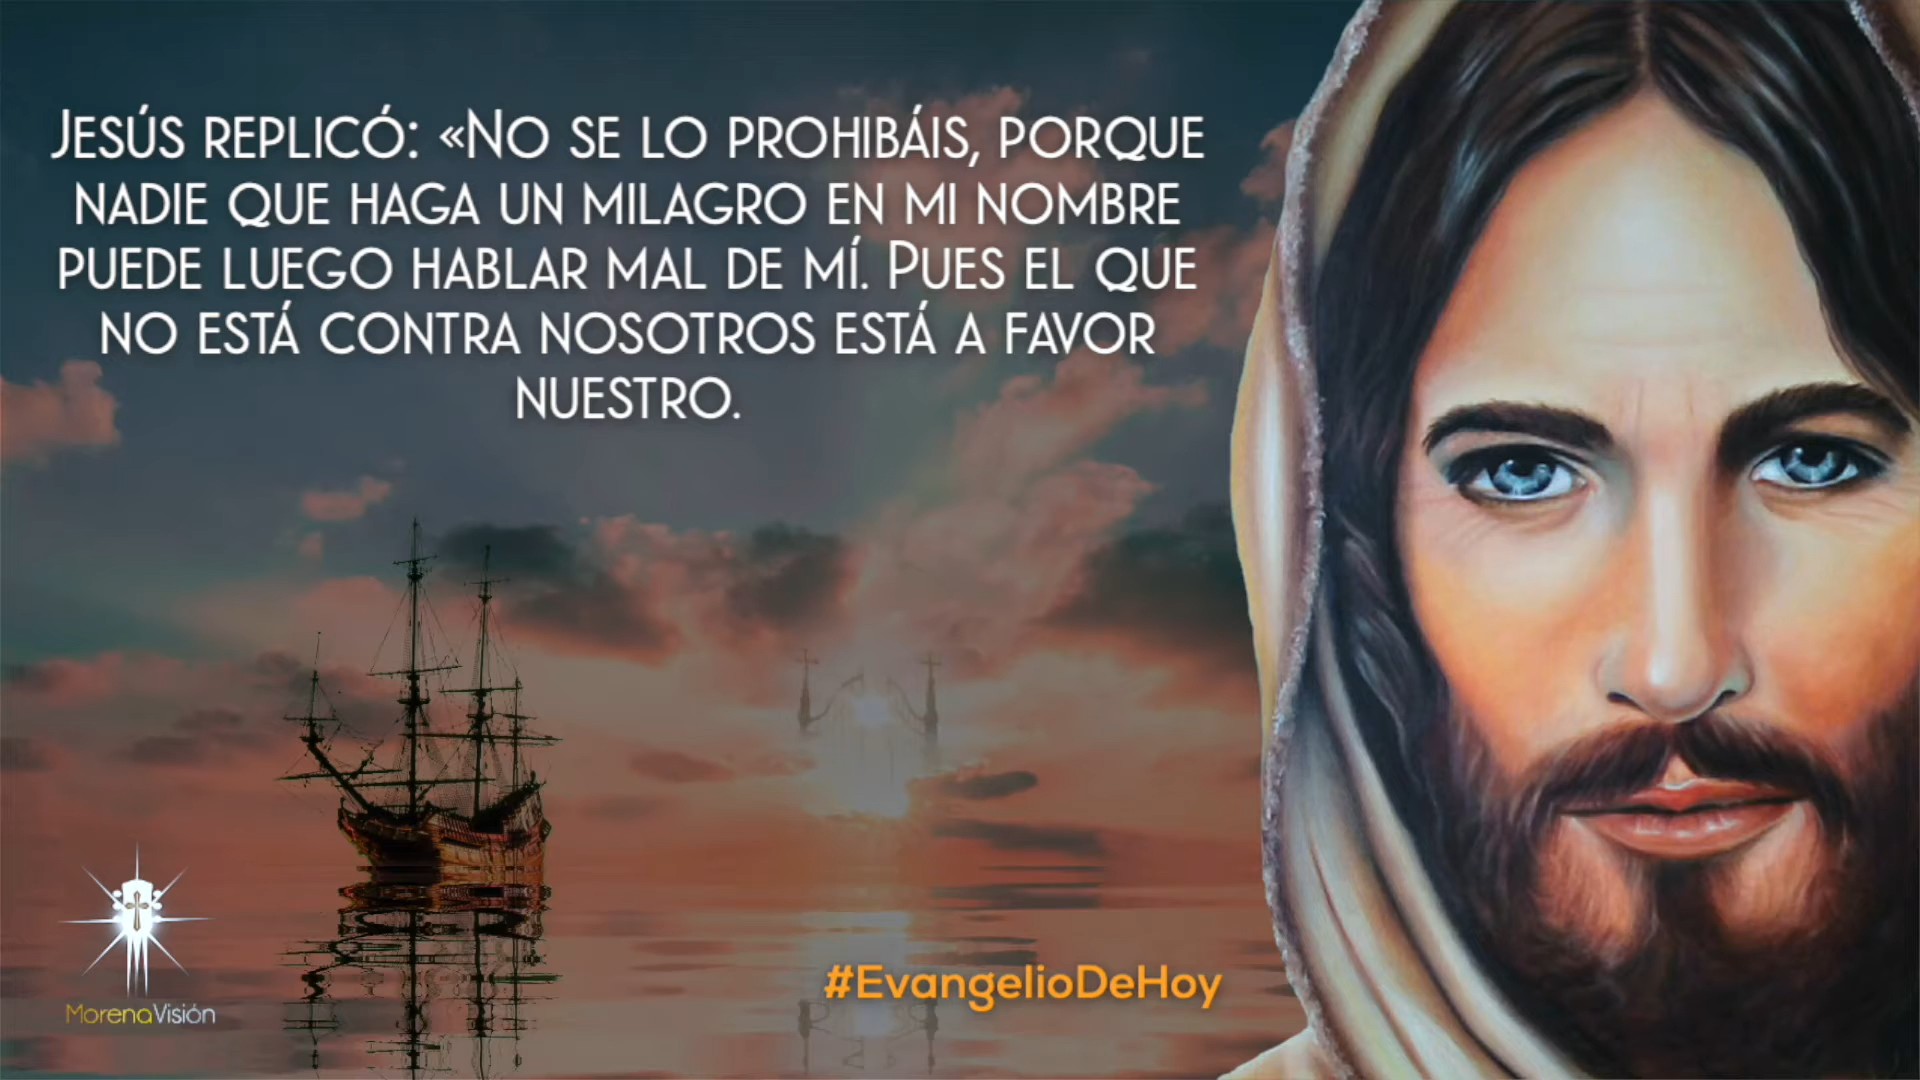 Jesús replicó: «No se lo prohibáis, porque
nadie que haga un milagro en mi nombre
puede luego hablar mal de mí. Pues el que
no está contra nosotros está a favor
nuestro.
#EvangelioDeHoy
MorenaVisión